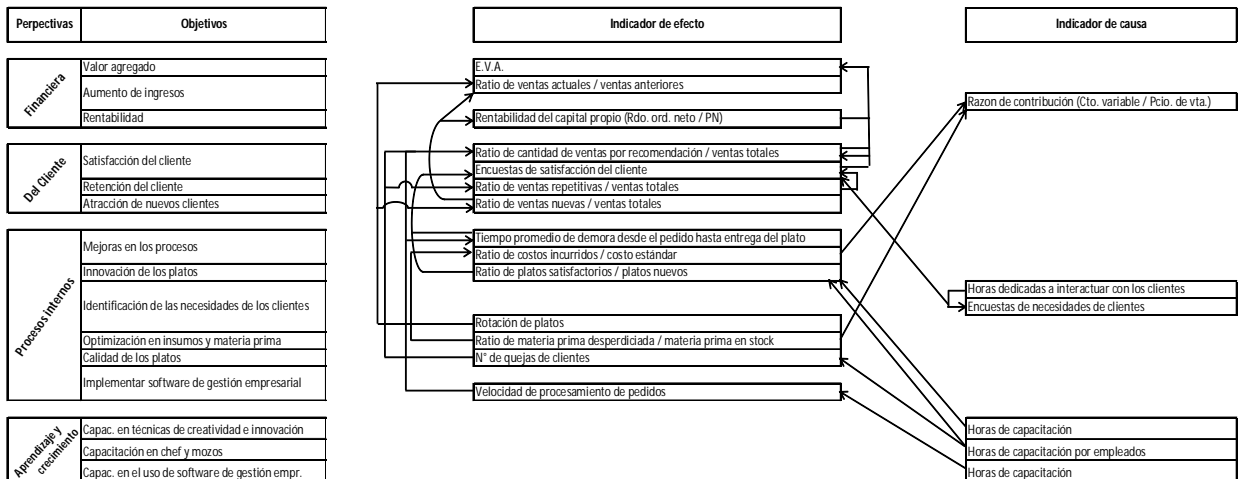 Perpectivas
Objetivos
Indicador de efecto
Indicador de causa
Financiera
Valor agregado
Aumento de ingresos
Rentabilidad
E.V.A.
Ratio de ventas actuales / ventas anteriores
Rentabilidad del capital propio (Rdo. ord. neto / PN)
Razon de contribución (Cto. variable / Pcio. de vta.)
Del Cliente
Satisfacción del cliente
Retención del cliente
Atracción de nuevos clientes
Ratio de cantidad de ventas por recomendación / ventas totales
Encuestas de satisfacción del cliente
Ratio de ventas repetitivas / ventas totales
Ratio de ventas nuevas / ventas totales
Procesos internos
Mejoras en los procesos
Innovación de los platos
Identificación de las necesidades de los clientes
Optimización en insumos y materia prima
Calidad de los platos
Implementar software de gestión empresarial
Tiempo promedio de demora desde el pedido hasta entrega del plato
Ratio de costos incurridos / costo estándar
Ratio de platos satisfactorios / platos nuevos
Rotación de platos
Ratio de materia prima desperdiciada / materia prima en stock
N° de quejas de clientes
Velocidad de procesamiento de pedidos
Horas dedicadas a interactuar con los clientes
Encuestas de necesidades de clientes
Aprendizaje y
crecimiento
Capac. en técnicas de creatividad e innovación
Capacitación en chef y mozos
Capac. en el uso de software de gestión empr.
Horas de capacitación
Horas de capacitación por empleados
Horas de capacitación